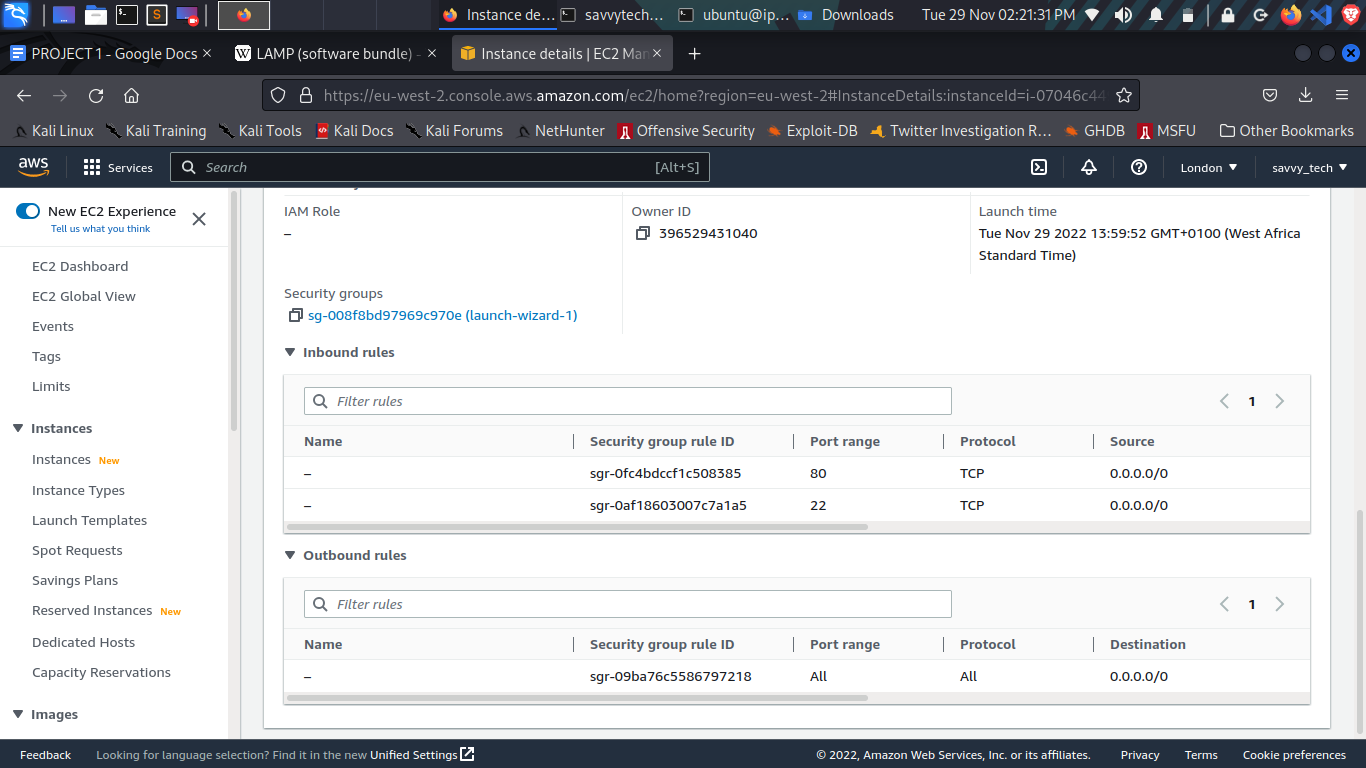 Instance de...
savvytech...
ubuntu@ip...
Downloads
Tue 29 Nov 02:21:31 PM
PROJECT 1 - Google Docs
LAMP (software bundle) -
Instance details | EC2 Man
https://eu-west-2.console.aws.amazon.com/ec2/home?region=eu-west-2#InstanceDetails:instanceId=i-07046c44
Kali Linux
Kali Training
Kali Tools
Kali Docs
Kali Forums
NetHunter
Offensive Security
Exploit-DB
Twitter Investigation R...
GHDB
MSFU
Other Bookmarks
aws
Services
Search
[Alt+S]
London
savvy_tech
New EC2 Experience
Tell us what you think
EC2 Dashboard
EC2 Global View
Events
Tags
Limits
Instances
Instances New
Instance Types
Launch Templates
Spot Requests
Savings Plans
Reserved Instances New
Dedicated Hosts
Capacity Reservations
Images
IAM Role
–
Owner ID
396529431040
Launch time
Tue Nov 29 2022 13:59:52 GMT+0100 (West Africa
Standard Time)
Security groups
sg-008f8bd97969c970e (launch-wizard-1)
Inbound rules
Filter rules
1
Name Security group rule ID Port range Protocol Source
– sgr-0fc4bdccf1c508385 80 TCP 0.0.0.0/0
– sgr-0af18603007c7a1a5 22 TCP 0.0.0.0/0
Outbound rules
Filter rules
1
Name Security group rule ID Port range Protocol Destination
– sgr-09ba76c5586797218 All All 0.0.0.0/0
Feedback
Looking for language selection? Find it in the new Unified Settings
© 2022, Amazon Web Services, Inc. or its affiliates.
Privacy
Terms
Cookie preferences